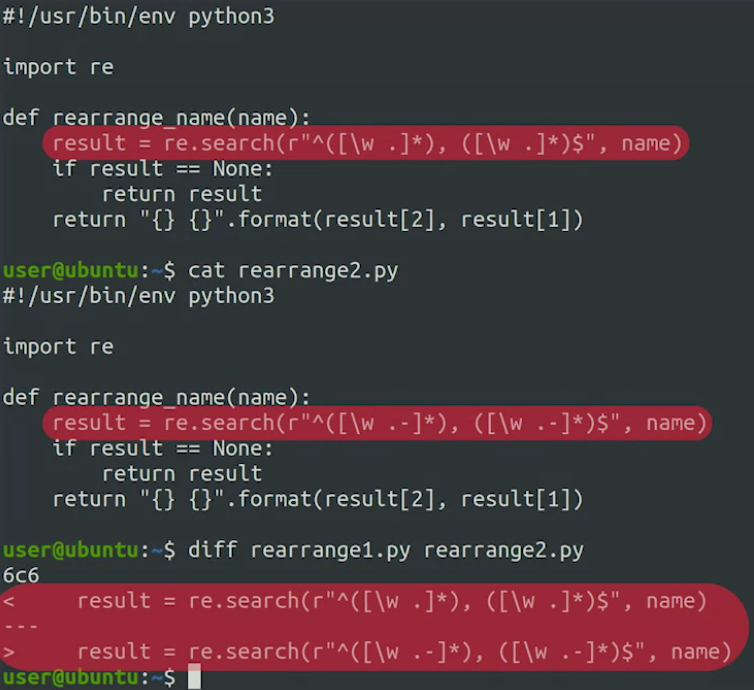 #!/usr/bin/env python3

import re

def rearrange_name(name):
    result = re.search(r"^([\w .]*), ([\w .]*)$", name)
    if result == None:
        return result
    return "{} {}".format(result[2], result[1])

user@ubuntu:~$ cat rearrange2.py
#!/usr/bin/env python3

import re

def rearrange_name(name):
    result = re.search(r"^([\w .-]*), ([\w .-]*)$", name)
    if result == None:
        return result
    return "{} {}".format(result[2], result[1])

user@ubuntu:~$ diff rearrange1.py rearrange2.py
6c6
<     result = re.search(r"^([\w .]*), ([\w .]*)$", name)
---
>     result = re.search(r"^([\w .-]*), ([\w .-]*)$", name)
user@ubuntu:~$